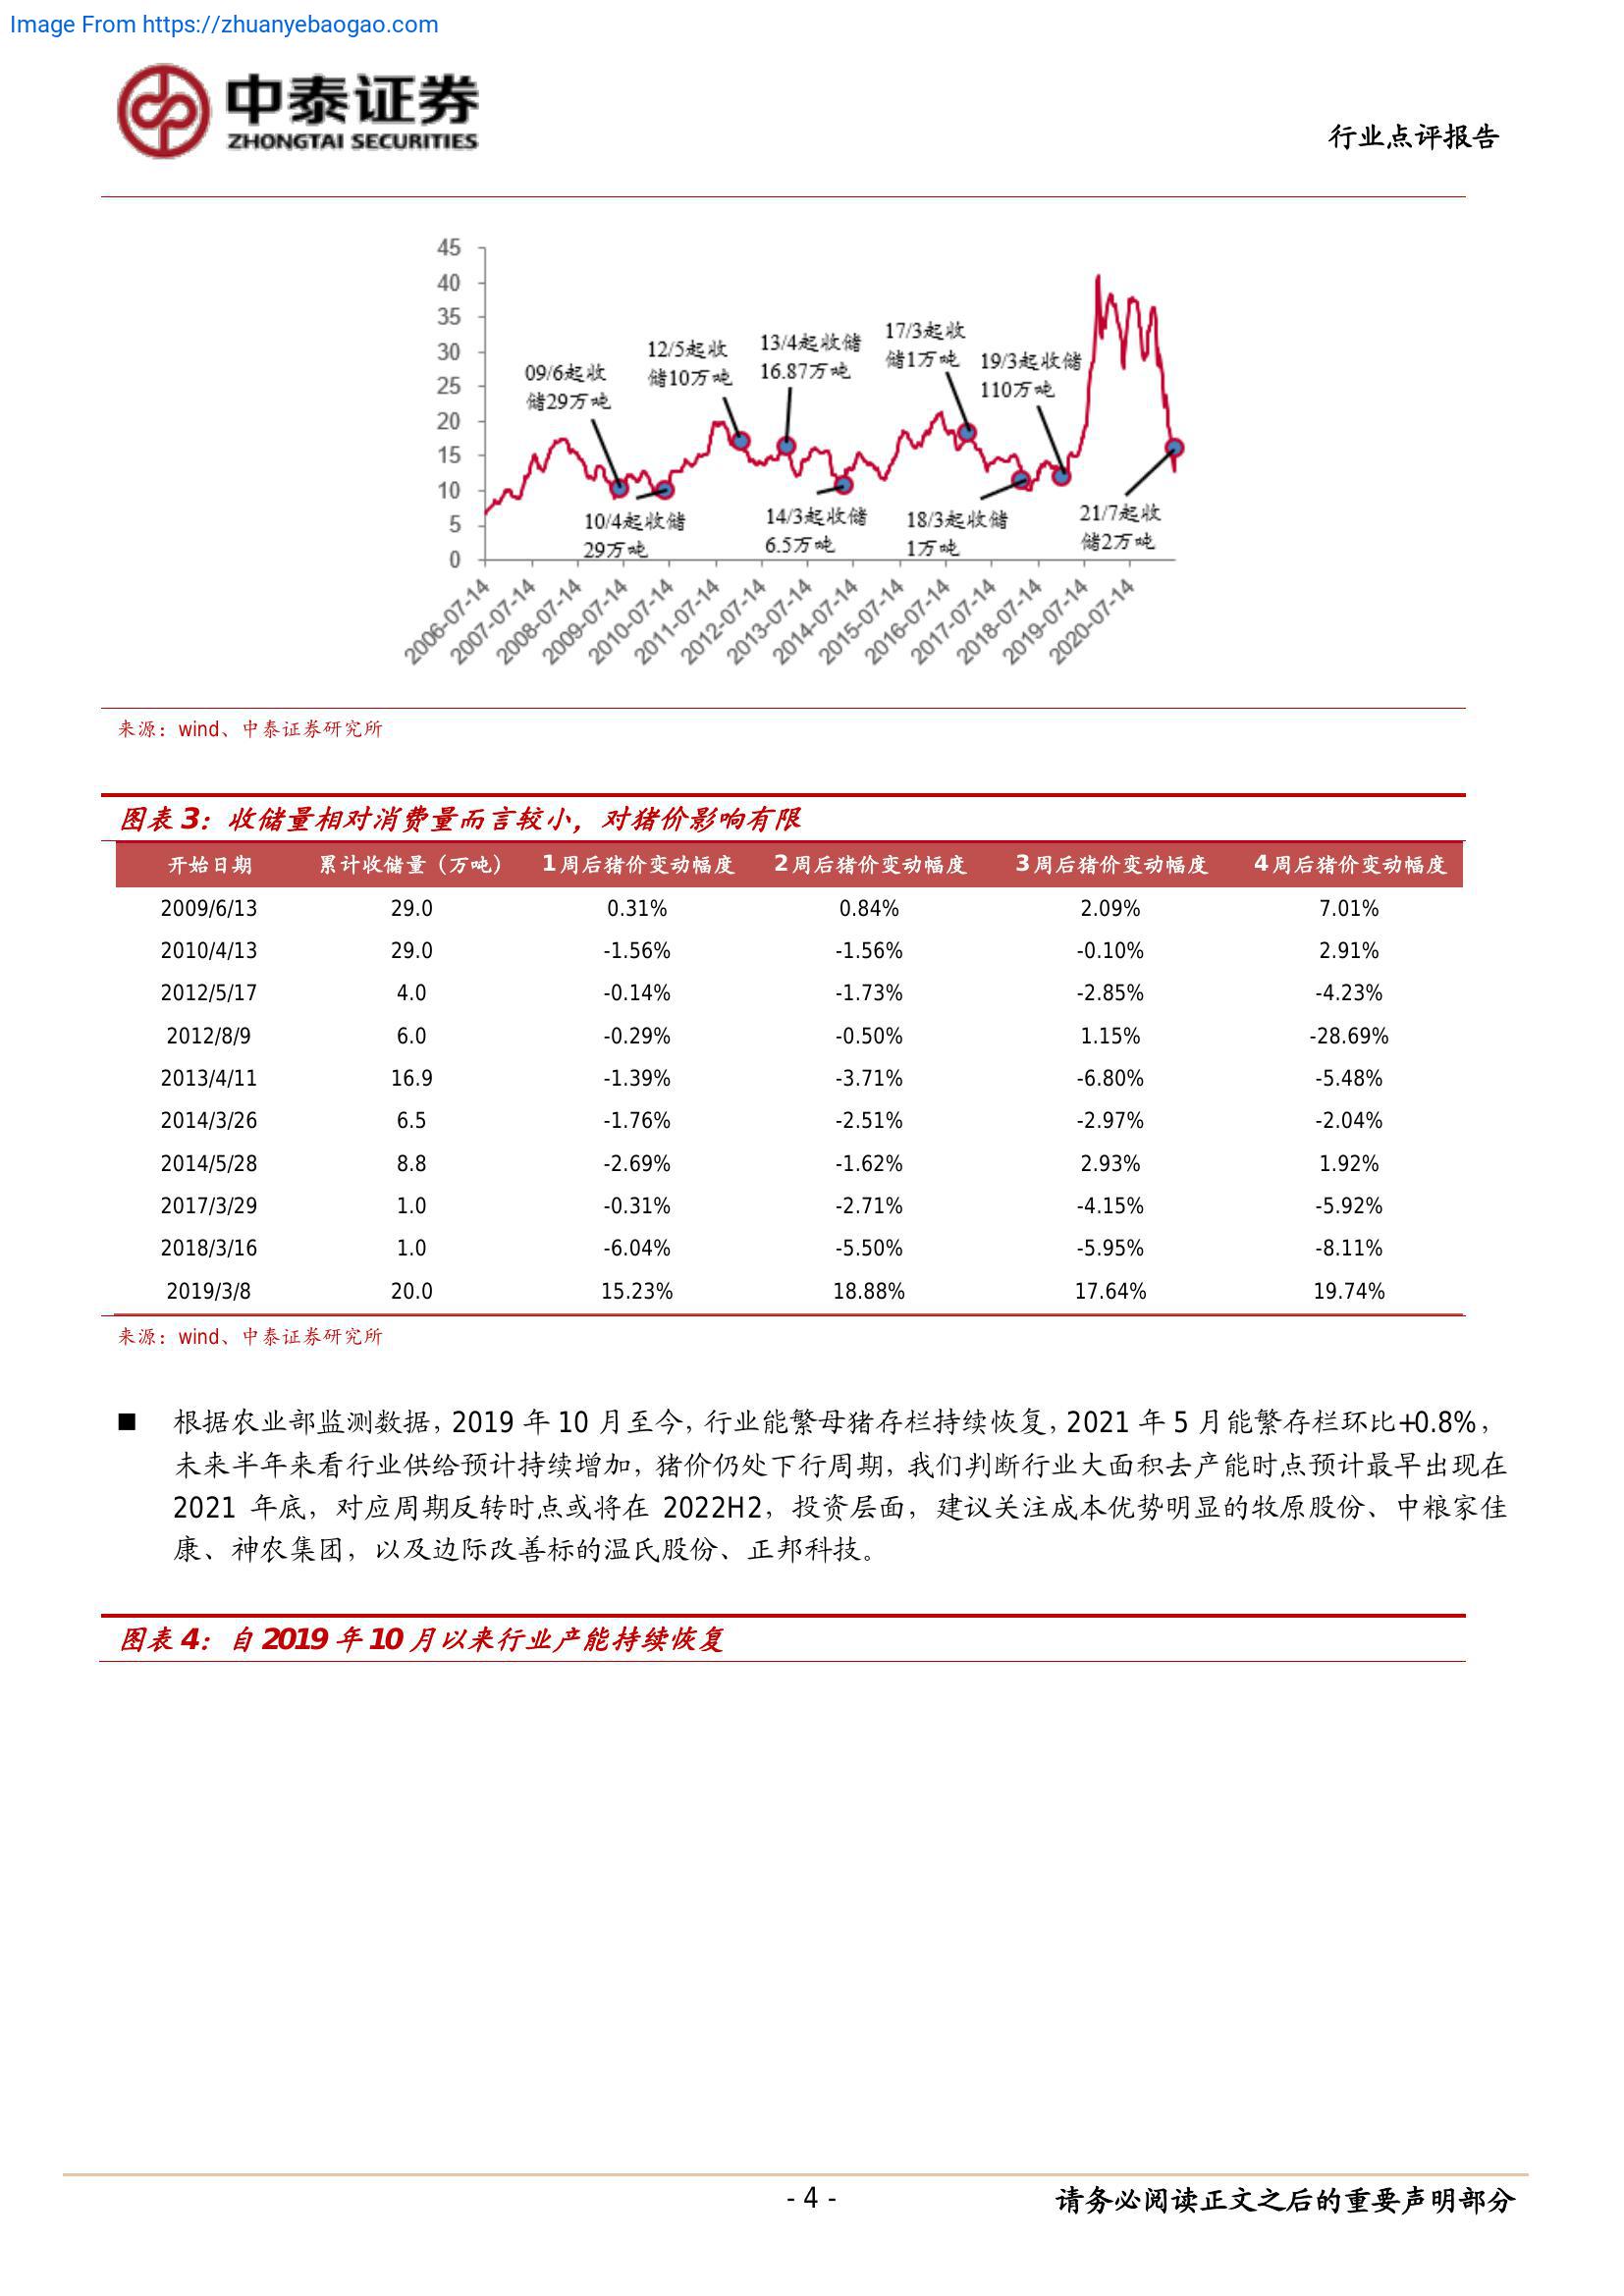 Image From https://zhuanyebaogao.com
中泰证券
ZHONGTAI SECURITIES
行业点评报告
45
40
35
30
25
20
15
10
5
0
09/6起收
储29万吨
12/5起收
储10万吨
13/4起收储
16.87万吨
17/3起收
储1万吨
19/3起收储
110万吨
10/4起收储
29万吨
14/3起收储
6.5万吨
18/3起收储
1万吨
21/7起收
储2万吨
2006-07-14
2007-07-14
2008-07-14
2009-07-14
2010-07-14
2011-07-14
2012-07-14
2013-07-14
2014-07-14
2015-07-14
2016-07-14
2017-07-14
2018-07-14
2019-07-14
2020-07-14
来源：wind、中泰证券研究所
图表 3：收储量相对消费量而言较小，对猪价影响有限
开始日期 累计收储量（万吨） 1 周后猪价变动幅度 2 周后猪价变动幅度 3 周后猪价变动幅度 4 周后猪价变动幅度
2009/6/13 29.0 0.31% 0.84% 2.09% 7.01%
2010/4/13 29.0 -1.56% -1.56% -0.10% 2.91%
2012/5/17 4.0 -0.14% -1.73% -2.85% -4.23%
2012/8/9 6.0 -0.29% -0.50% 1.15% -28.69%
2013/4/11 16.9 -1.39% -3.71% -6.80% -5.48%
2014/3/26 6.5 -1.76% -2.51% -2.97% -2.04%
2014/5/28 8.8 -2.69% -1.62% 2.93% 1.92%
2017/3/29 1.0 -0.31% -2.71% -4.15% -5.92%
2018/3/16 1.0 -6.04% -5.50% -5.95% -8.11%
2019/3/8 20.0 15.23% 18.88% 17.64% 19.74%
来源：wind、中泰证券研究所
■ 根据农业部监测数据，2019 年 10 月至今，行业能繁母猪存栏持续恢复，2021 年 5 月能繁存栏环比+0.8%，
未来半年来看行业供给预计持续增加，猪价仍处下行周期，我们判断行业大面积去产能时点预计最早出现在
2021 年底，对应周期反转时点或将在 2022H2，投资层面，建议关注成本优势明显的牧原股份、中粮家佳
康、神农集团，以及边际改善标的温氏股份、正邦科技。
图表 4：自 2019 年 10 月以来行业产能持续恢复
- 4 -
请务必阅读正文之后的重要声明部分